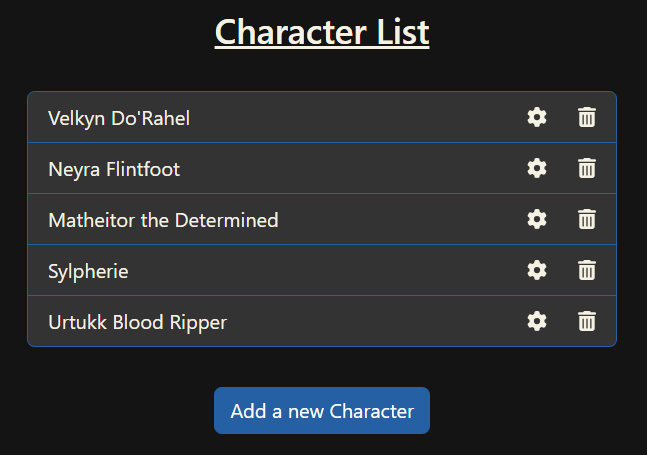 Character List
Velkyn Do'Rahel
Neyra Flintfoot
Matheitor the Determined
Sylpherie
Urtukk Blood Ripper
Add a new Character